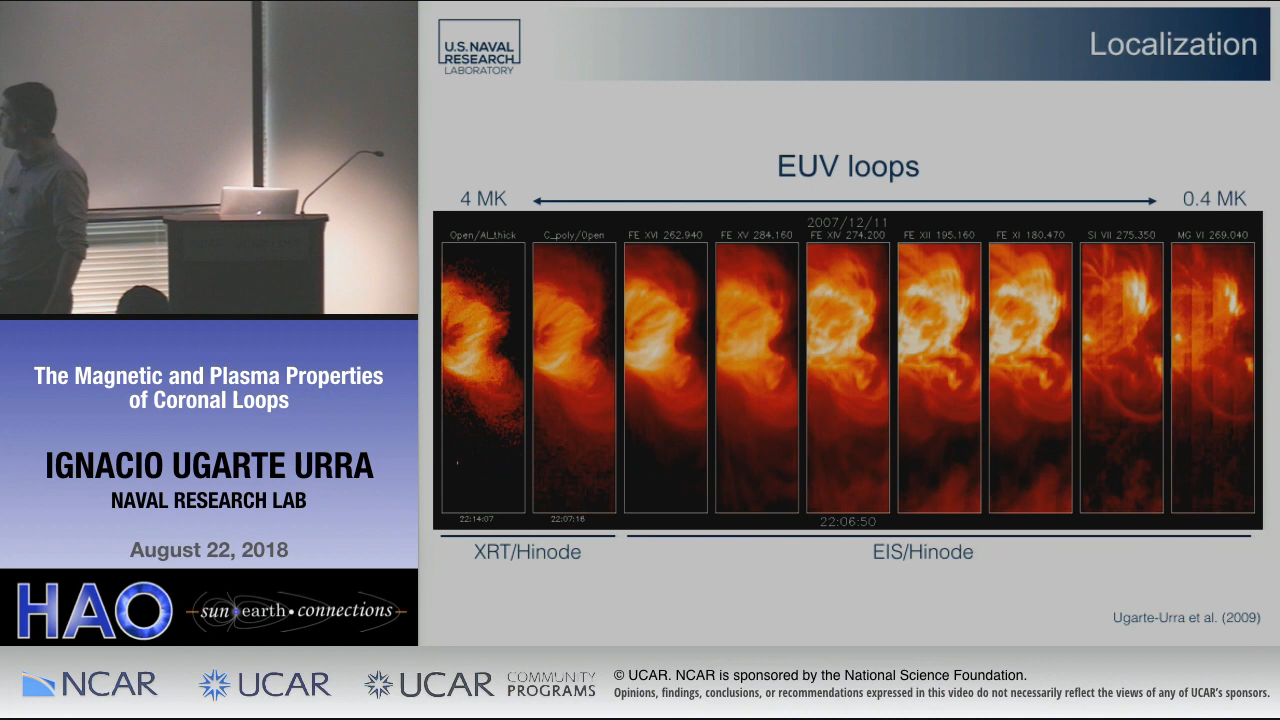 U.S. NAVAL
RESEARCH
LABORATORY
Localization
EUV loops
4 MK
0.4 MK
2007/12/11
Open/AL_thick
C_poly/Open
FE XVI 262.940
FE XV 284.160
FE XIV 274.200
FE XII 195.160
FE XI 180.470
SI VII 275.350
MG VI 269.040
22:14:07
22:07:16
22:06:50
XRT/Hinode
EIS/Hinode
Ugarte-Urra et al. (2009)
The Magnetic and Plasma Properties
of Coronal Loops
IGNACIO UGARTE URRA
NAVAL RESEARCH LAB
August 22, 2018
HAO
sun•earth•connections
NCAR
UCAR
UCAR
COMMUNITY
PROGRAMS
© UCAR. NCAR is sponsored by the National Science Foundation.
Opinions, findings, conclusions, or recommendations expressed in this video do not necessarily reflect the views of any of UCAR's sponsors.